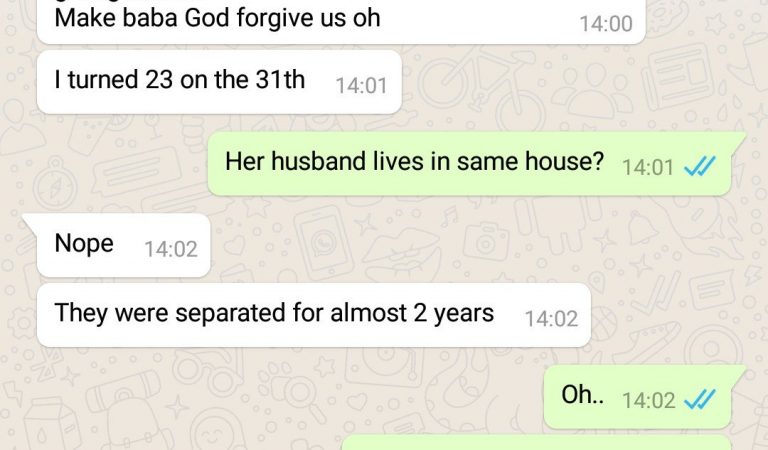 Make baba God forgive us oh
14:00
I turned 23 on the 31th
14:01
Her husband lives in same house?
14:01
Nope
14:02
They were separated for almost 2 years
14:02
Oh..
14:02